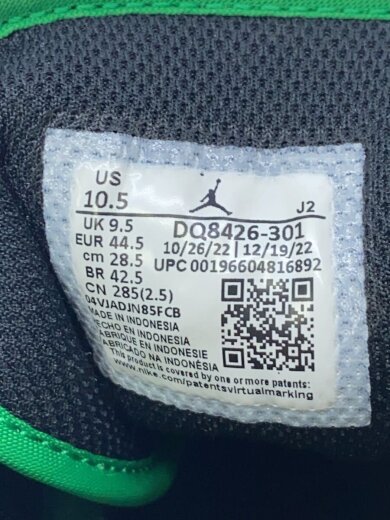 US
10.5
J2
UK 9.5
EUR 44.5
cm 28.5
BR 42.5
CN 285(2.5)
DQ8426-301
10/26/22 | 12/19/22
UPC 00196604816892
04VJADJN85FCB
MADE IN INDONESIA
HECHO EN INDONESIA
FABRIQUE EN INDONESIE
FABRICADO NA INDONÉSIA
This product is covered by one or more patents:
www.nike.com/patentsvirtualmarking